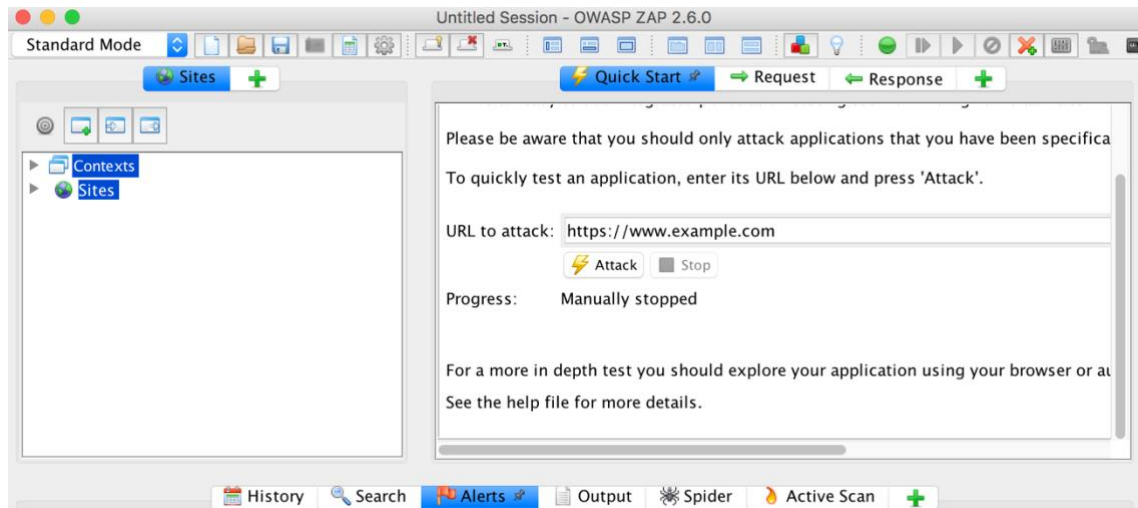 Untitled Session - OWASP ZAP 2.6.0
Standard Mode
Sites
Quick Start
Request
Response
Please be aware that you should only attack applications that you have been specifica
To quickly test an application, enter its URL below and press 'Attack'.
URL to attack: https://www.example.com
Attack Stop
Progress: Manually stopped
For a more in depth test you should explore your application using your browser or au
See the help file for more details.
Contexts
Sites
History Search Alerts Output Spider Active Scan